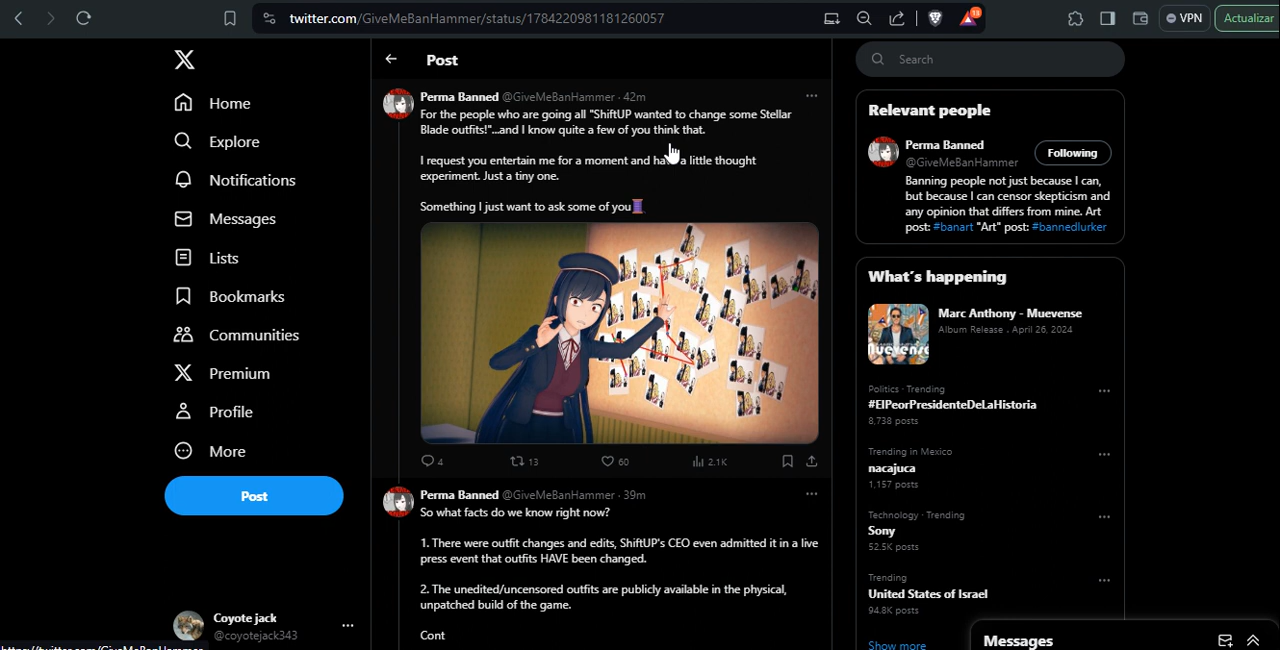 twitter.com/GiveMeBanHammer/status/1784220981181260057
13
VPN
Actualizar
Home
Explore
Notifications
Messages
Lists
Bookmarks
Communities
Premium
Profile
More
Post
Coyote jack
@coyotejack343
Post
Perma Banned @GiveMeBanHammer · 42m
For the people who are going all "ShiftUP wanted to change some Stellar
Blade outfits!"...and I know quite a few of you think that.
I request you entertain me for a moment and a little thought
experiment. Just a tiny one.
Something I just want to ask some of you
4
13
60
2.1K
Perma Banned @GiveMeBanHammer · 39m
So what facts do we know right now?
1. There were outfit changes and edits, ShiftUP's CEO even admitted it in a live
press event that outfits HAVE been changed.
2. The unedited/uncensored outfits are publicly available in the physical,
unpatched build of the game.
Cont
Search
Relevant people
Perma Banned
@GiveMeBanHammer
Following
Banning people not just because I can,
but because I can censor skepticism and
any opinion that differs from mine. Art
post: #banart "Art" post: #bannedlurker
What's happening
Marc Anthony - Muevense
Album Release . April 26, 2024
Politics · Trending
#ElPeorPresidenteDeLaHistoria
8,738 posts
Trending in Mexico
nacajuca
1,157 posts
Technology · Trending
Sony
52.5K posts
Trending
United States of Israel
94.8K posts
Show more
Messages